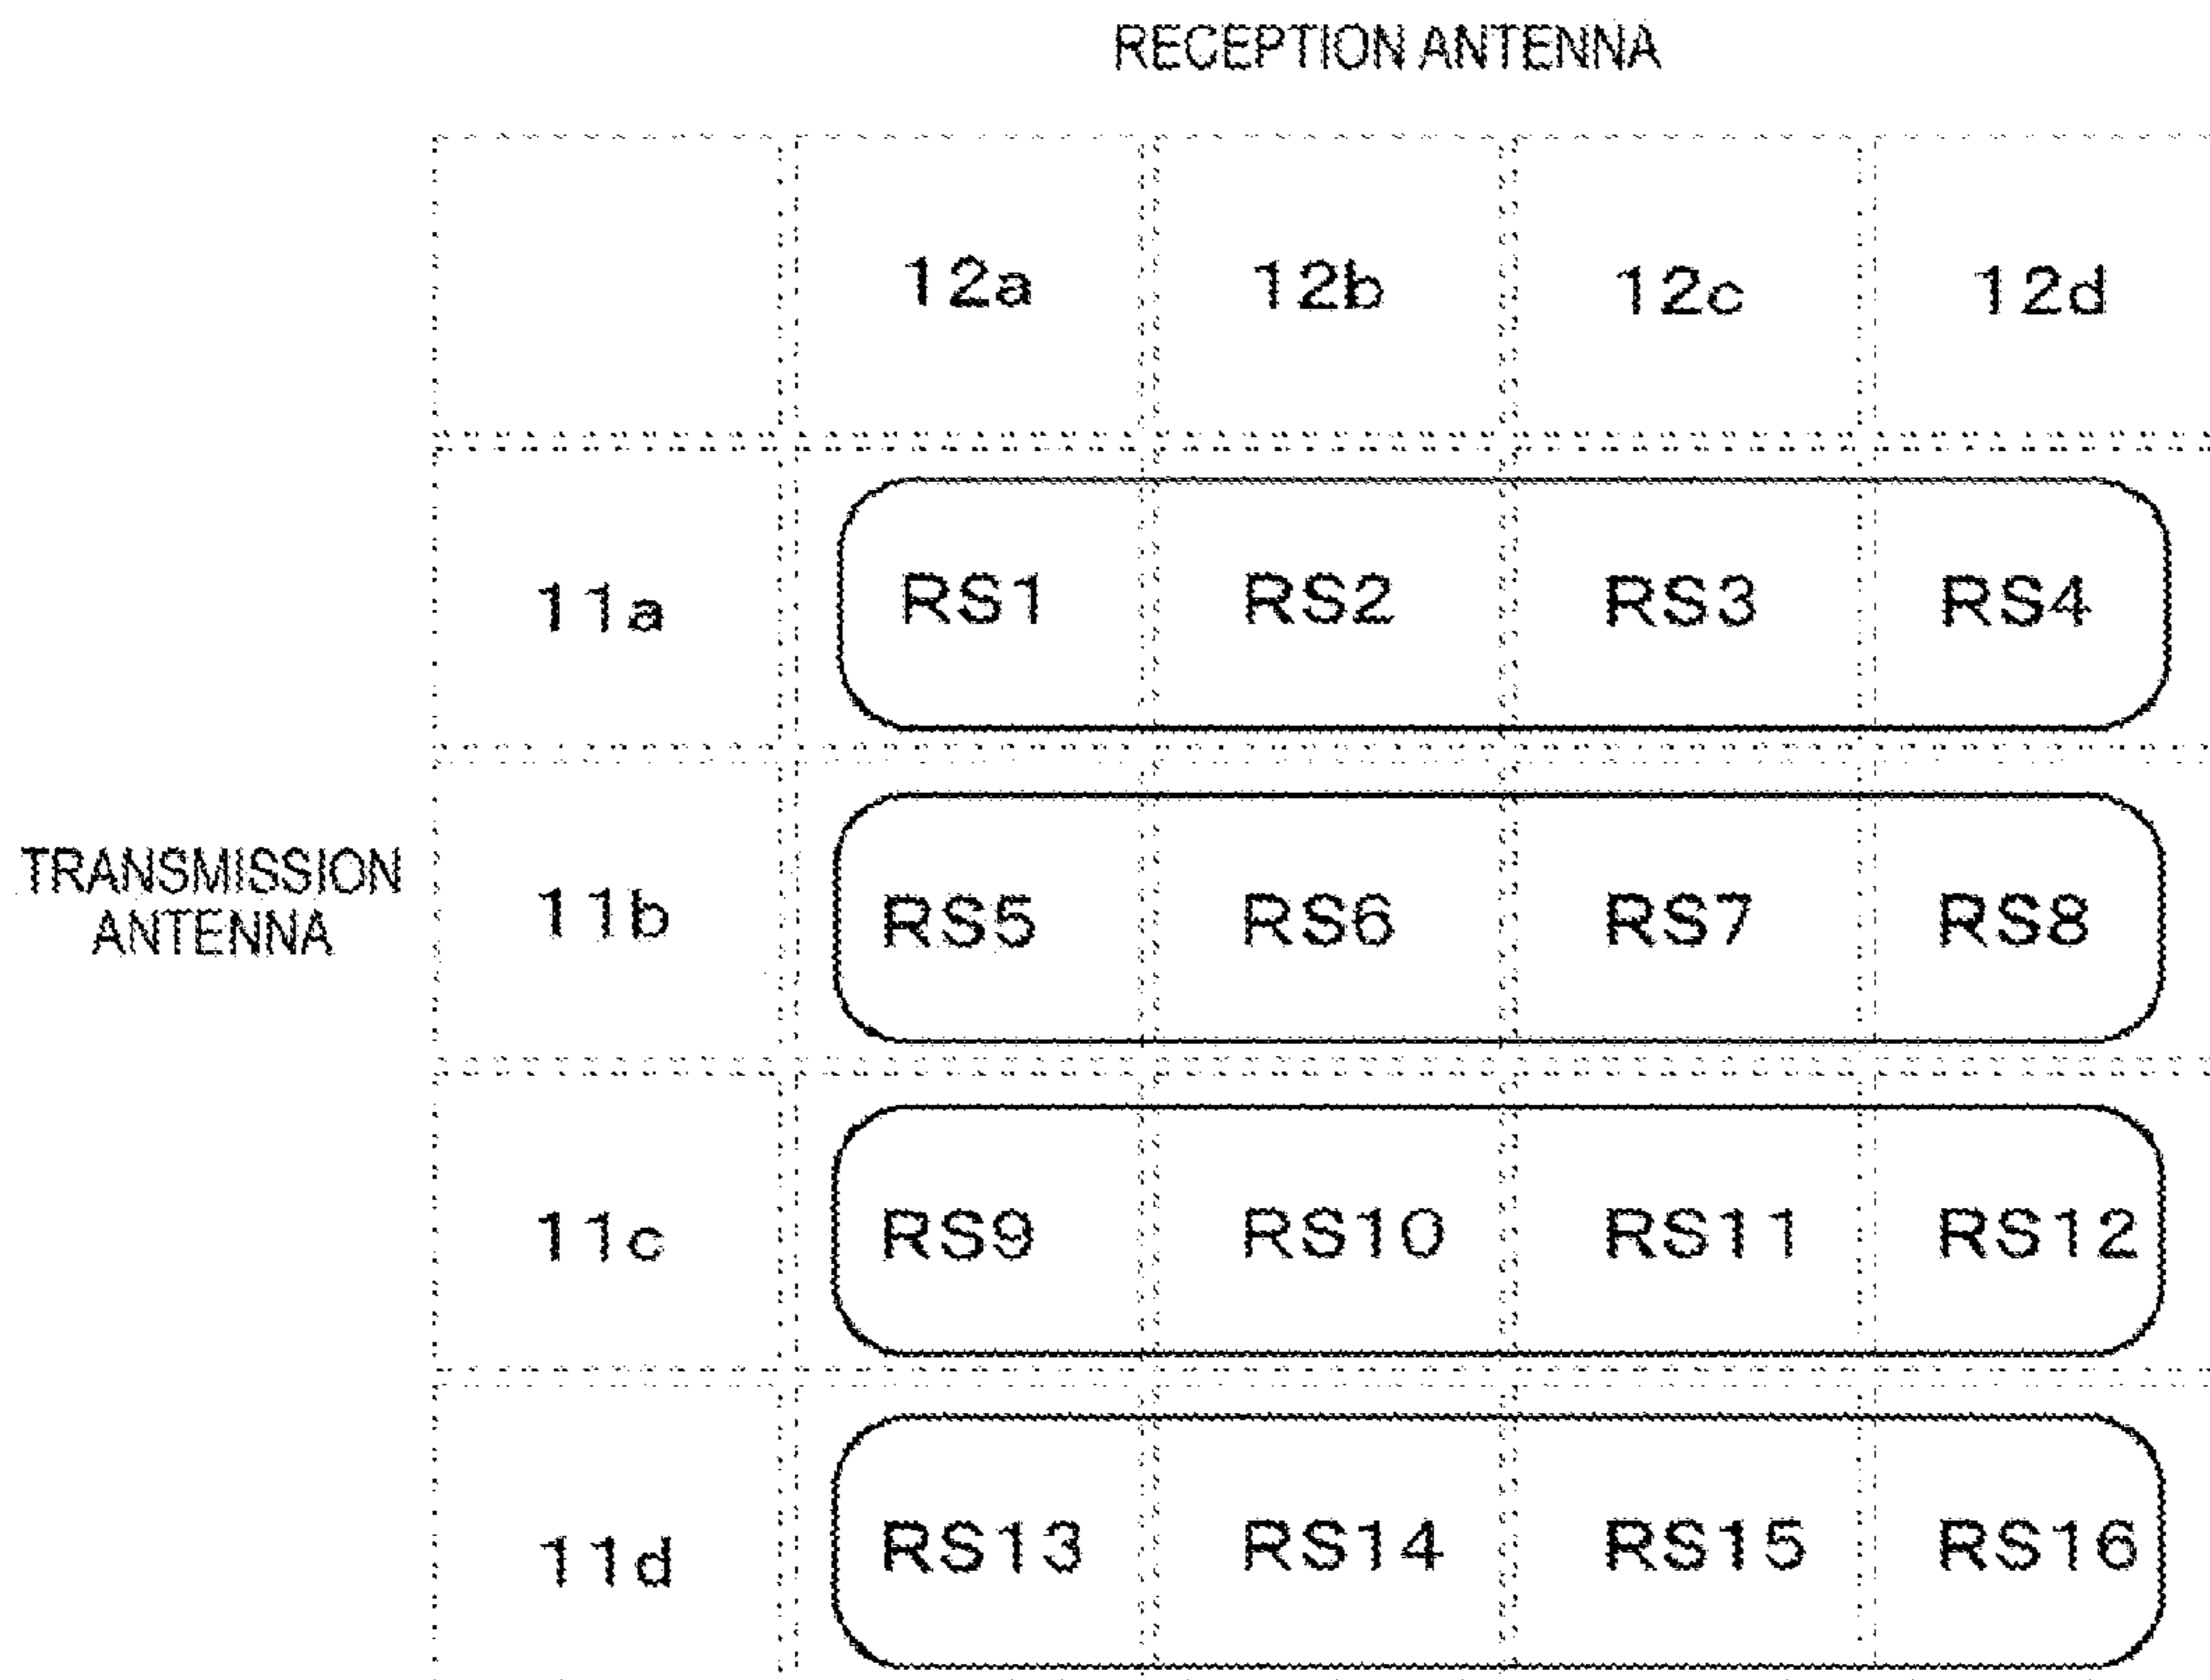 RECEPTION ANTENNA
12a 12b 12c 12d
11a RS1 RS2 RS3 RS4
TRANSMISSION
ANTENNA
11b RS5 RS6 RS7 RS8
11c RS9 RS10 RS11 RS12
11d RS13 RS14 RS15 RS16